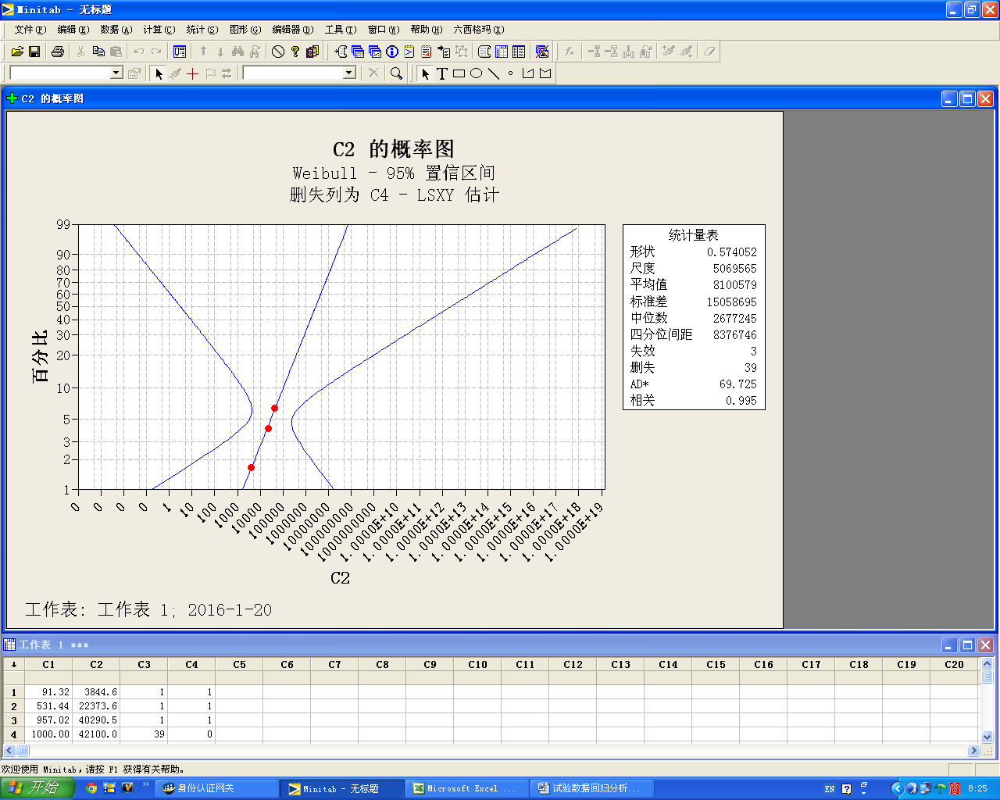 Minitab - 无标题
文件(F) 编辑(E) 数据(A) 计算(C) 统计(S) 图形(G) 编辑器(D) 工具(T) 窗口(W) 帮助(H) 六西格玛(X)
C2 的概率图
C2 的概率图
Weibull - 95% 置信区间
删失列为 C4 - LSXY 估计
99
90
80
70
60
50
40
30
20
10
5
3
2
1
百分比
0 0 0 0 1 10 100 1000 10000 100000 1000000 10000000 100000000 1000000000 1.0000E+10 1.0000E+11 1.0000E+12 1.0000E+13 1.0000E+14 1.0000E+15 1.0000E+16 1.0000E+17 1.0000E+18 1.0000E+19
C2
统计量表
形状 0.574052
尺度 5069565
平均值 8100579
标准差 15058695
中位数 2677245
四分位间距 8376746
失效 3
删失 39
AD* 69.725
相关 0.995
工作表: 工作表 1; 2016-1-20
工作表 1 ***
C1 C2 C3 C4 C5 C6 C7 C8 C9 C10 C11 C12 C13 C14 C15 C16 C17 C18 C19 C20
1 91.32 3844.6 1 1
2 531.44 22373.6 1 1
3 957.02 40290.5 1 1
4 1000.00 42100.0 39 0
欢迎使用 Minitab，请按 F1 获得有关帮助。
开始 身份认证网关 Minitab - 无标题 Microsoft Excel ... 试验数据回归分析... EN 8:25